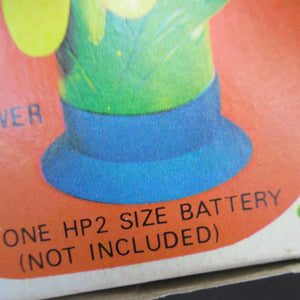 WER
ONE HP2 SIZE BATTERY
(NOT INCLUDED)